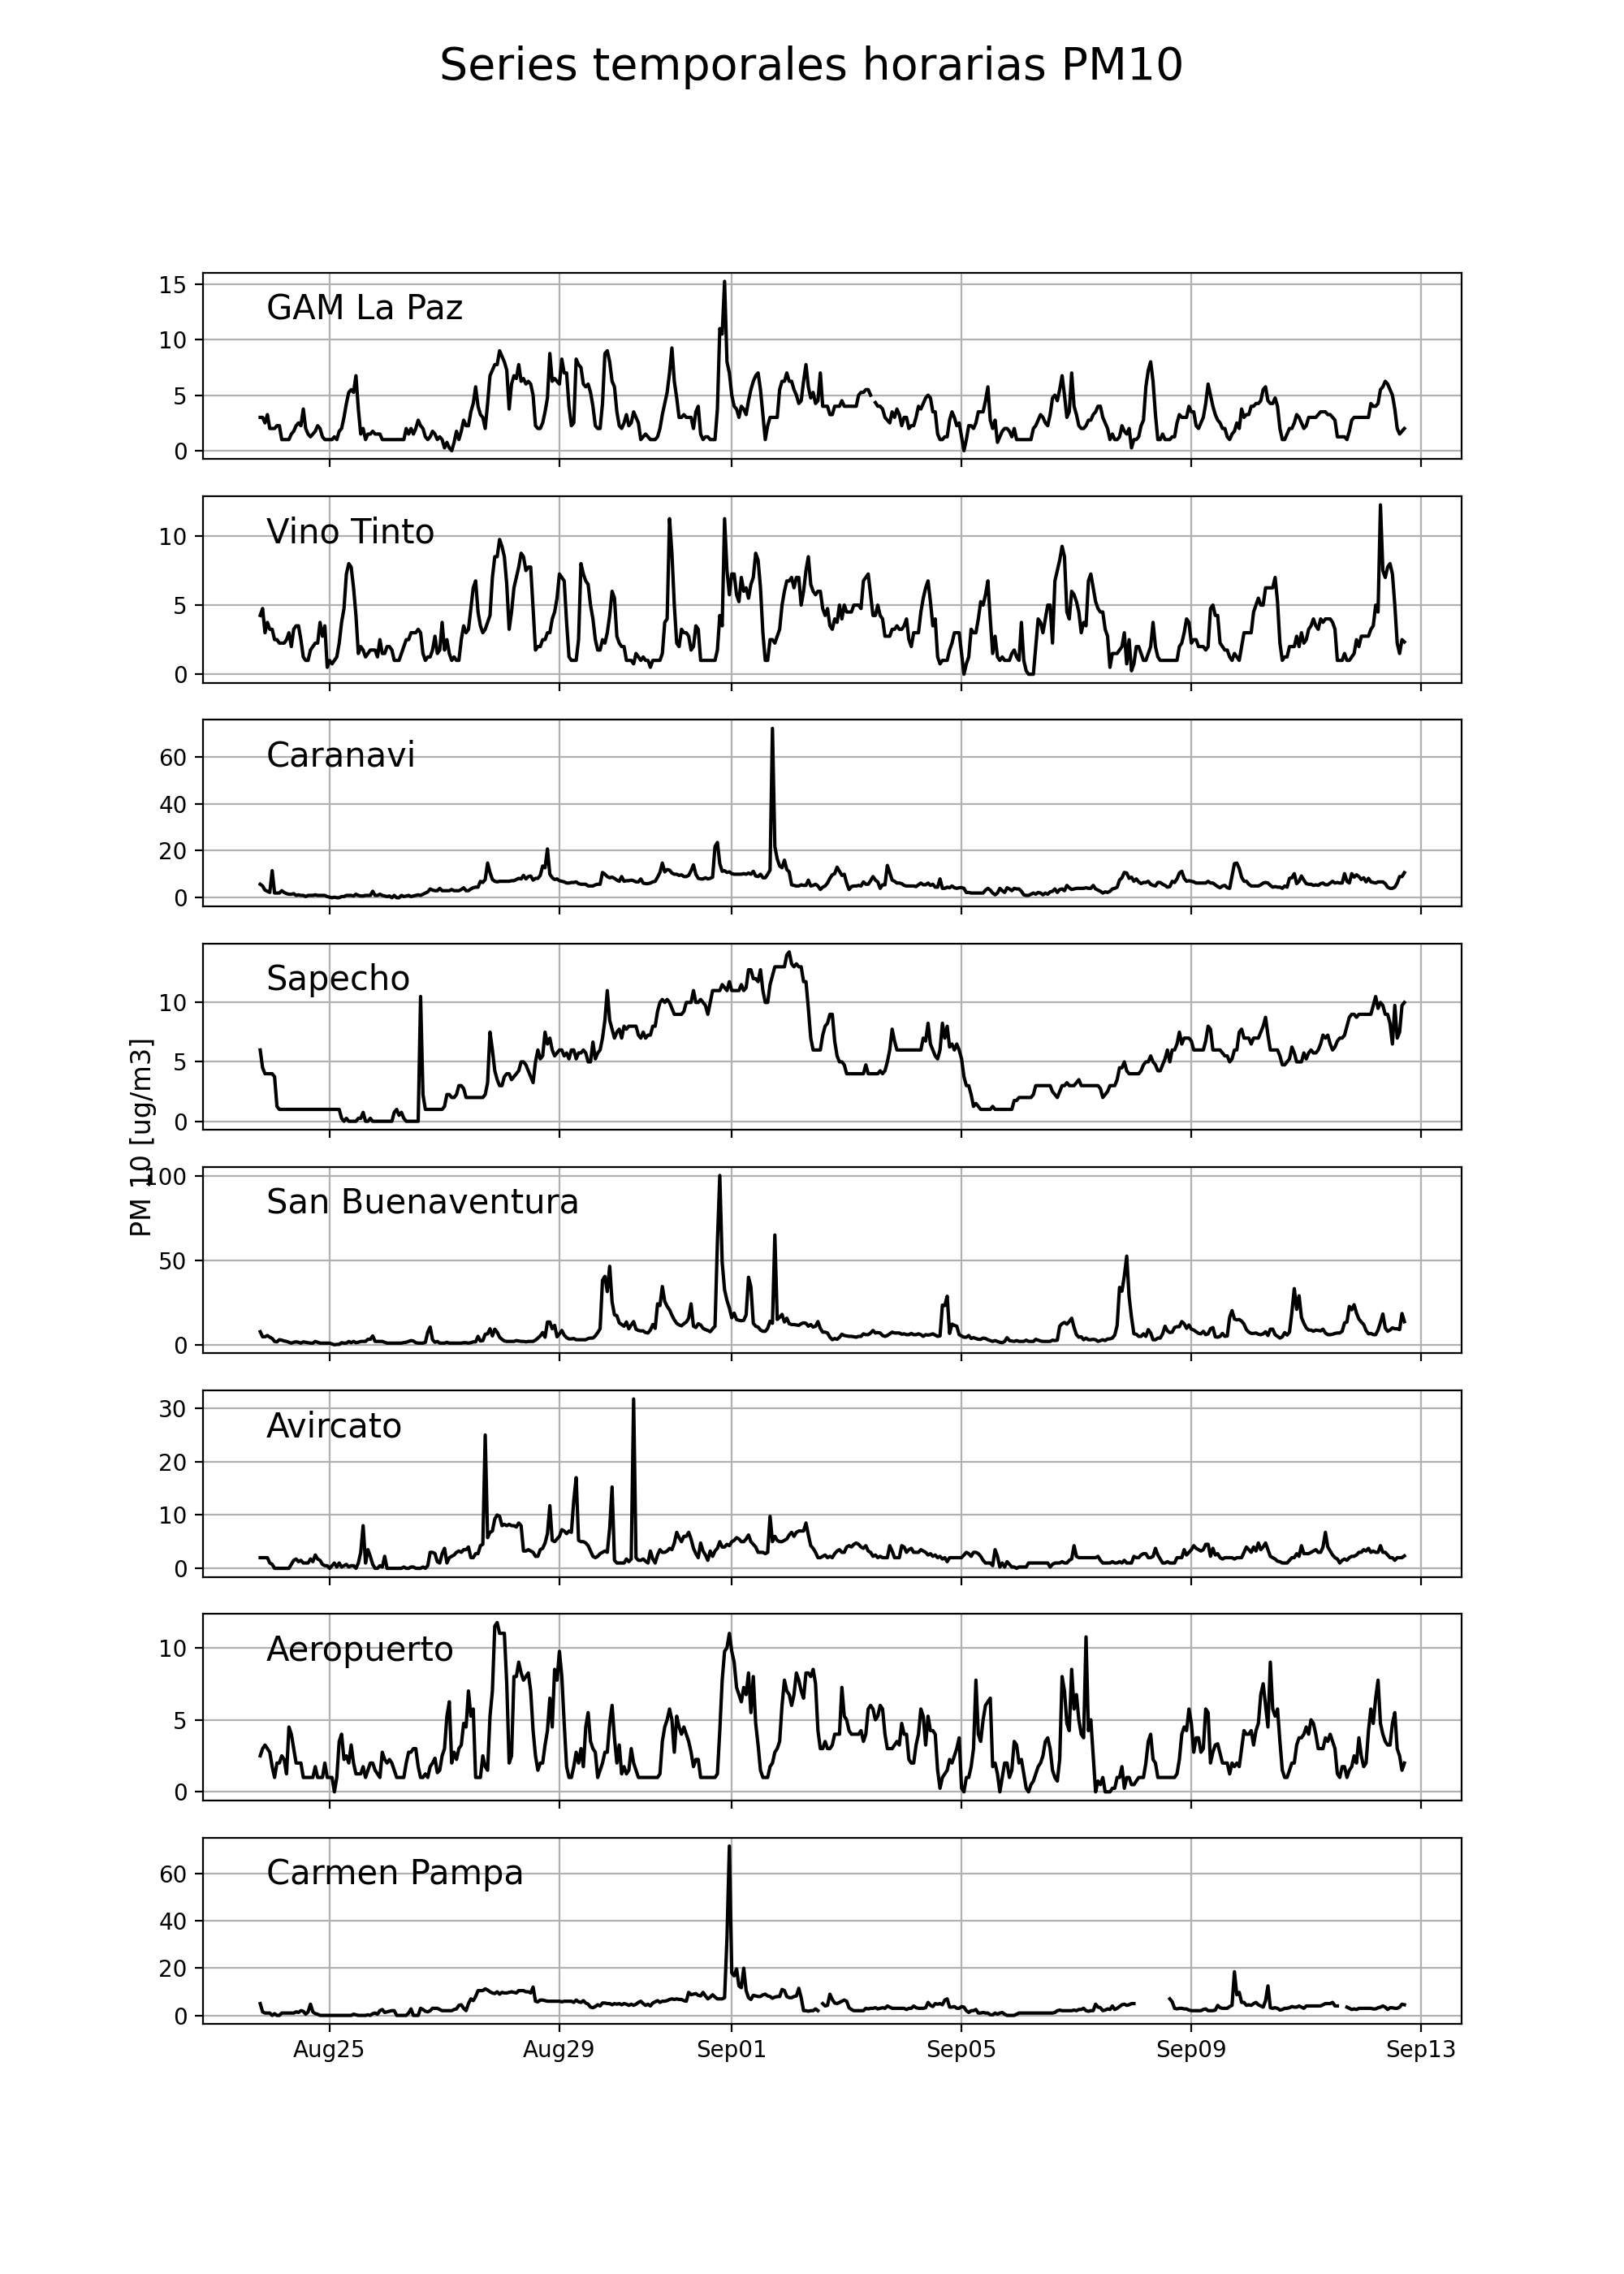 Series temporales horarias PM10
PM 10 [ug/m3]
GAM La Paz
15
10
5
0
Vino Tinto
10
5
0
Caranavi
60
40
20
0
Sapecho
10
5
0
San Buenaventura
100
50
0
Avircato
30
20
10
0
Aeropuerto
10
5
0
Carmen Pampa
60
40
20
0
Aug25 Aug29 Sep01 Sep05 Sep09 Sep13